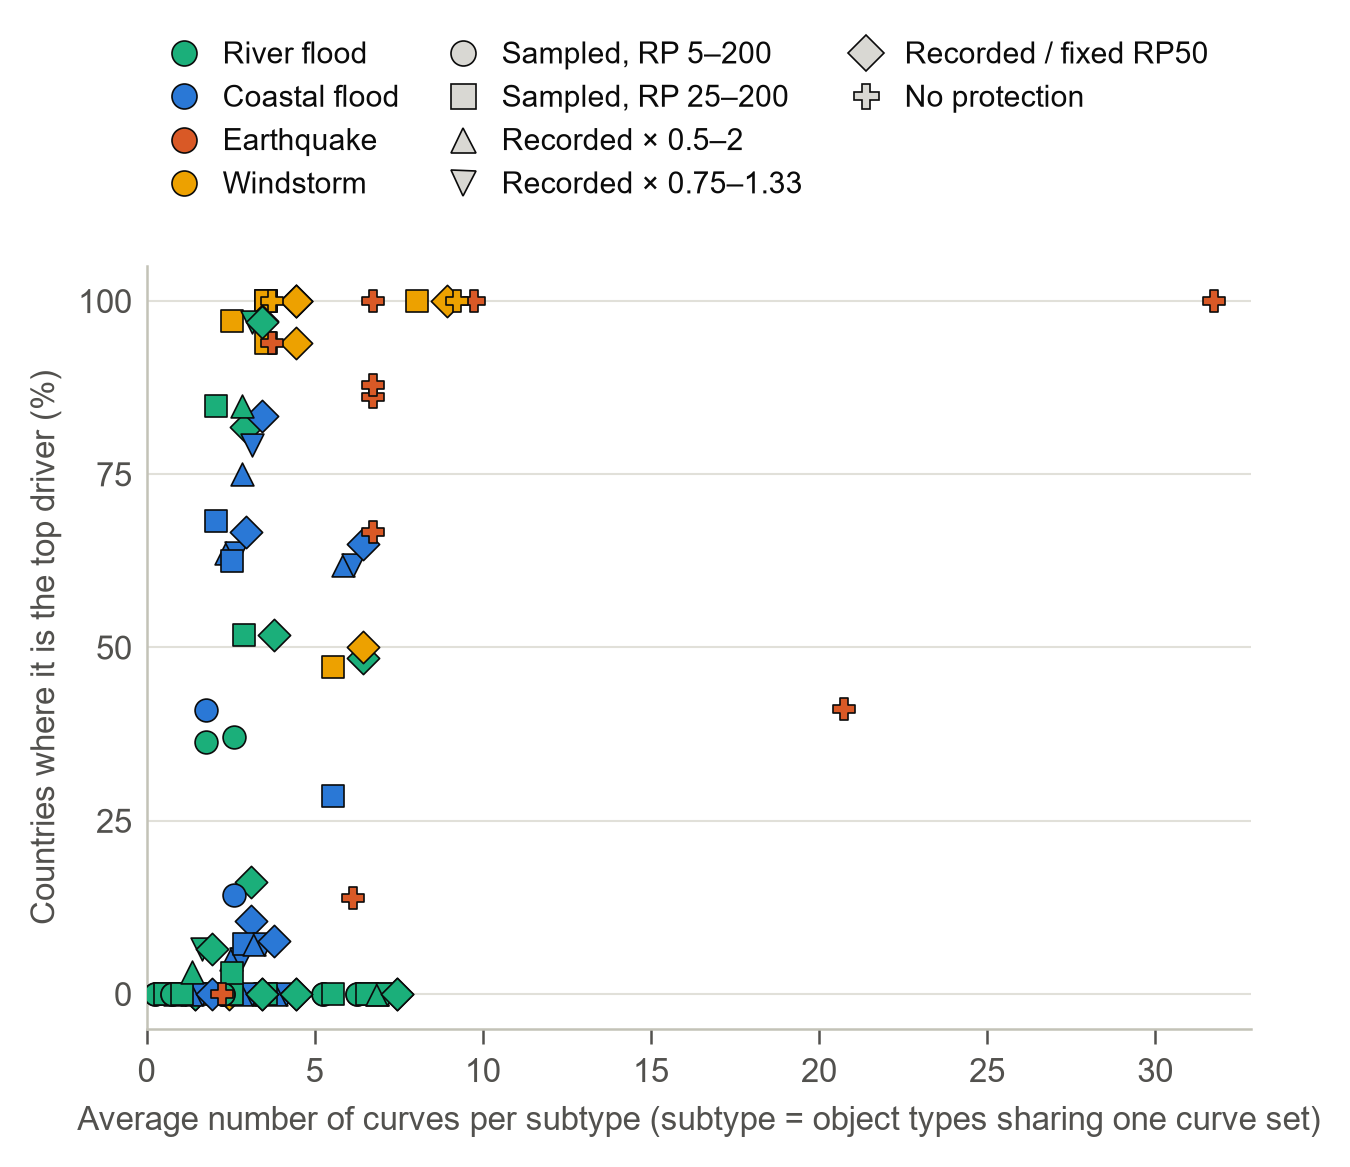 River flood
Coastal flood
Earthquake
Windstorm
Sampled, RP 5–200
Sampled, RP 25–200
Recorded × 0.5–2
Recorded × 0.75–1.33
Recorded / fixed RP50
No protection
Countries where it is the top driver (%)
100
75
50
25
0
0 5 10 15 20 25 30
Average number of curves per subtype (subtype = object types sharing one curve set)